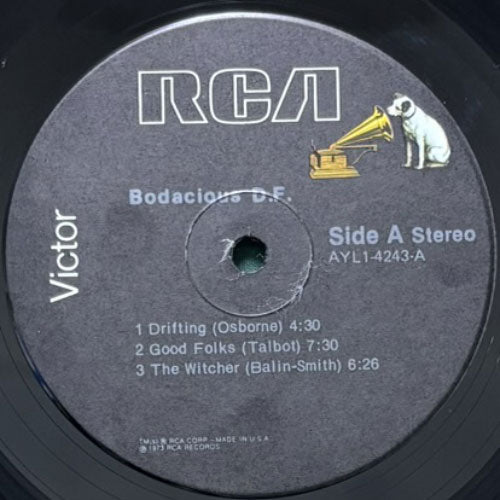 RCA
Victor
Bodacious D.F.
Side A Stereo
AYL1-4243-A
1 Drifting (Osborne) 4:30
2 Good Folks (Talbot) 7:30
3 The Witcher (Balin-Smith) 6:26
TM(s) ® RCA CORP - MADE IN U.S.A.
℗ 1973 RCA RECORDS